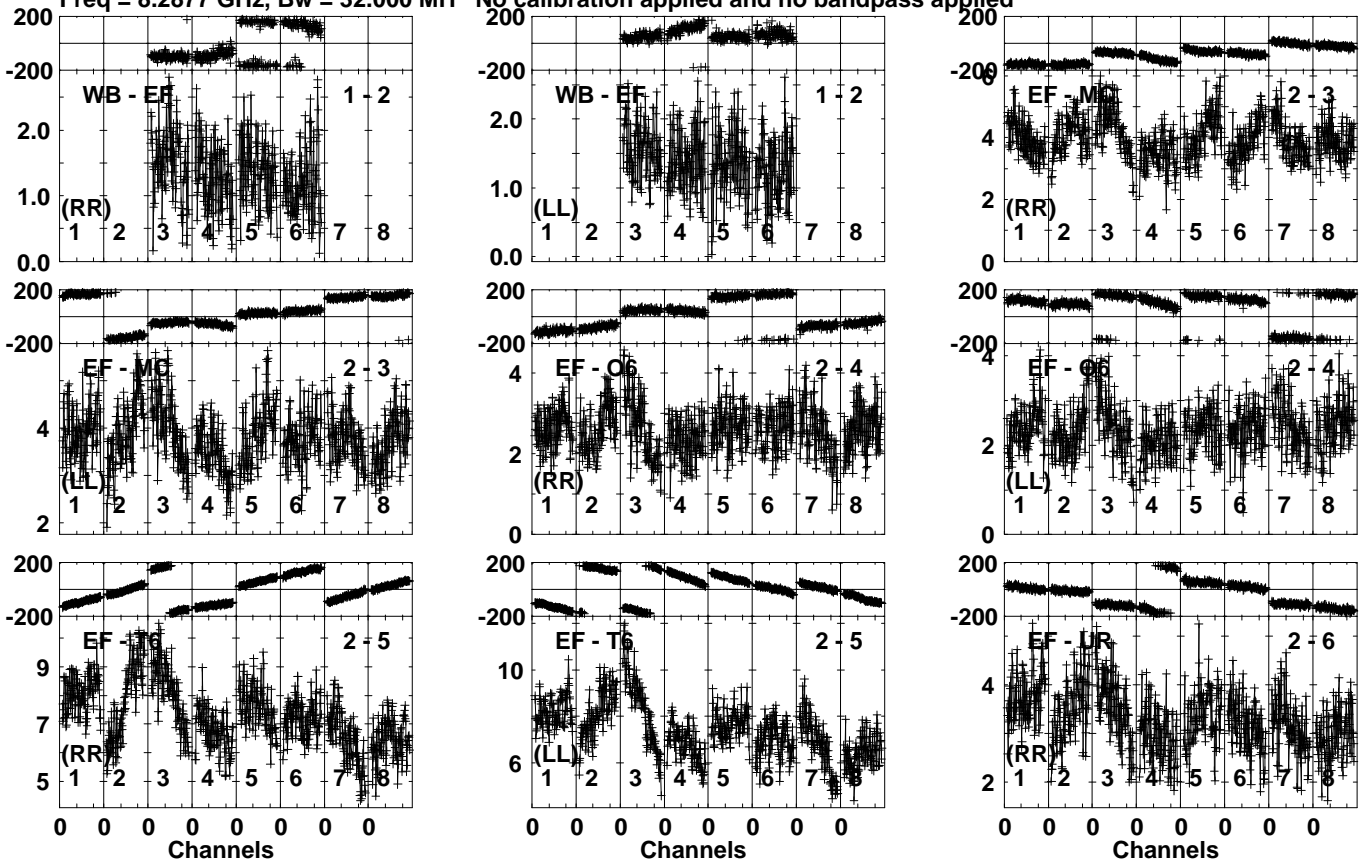 Freq = 8.2877 GHz, Bw = 32.000 MH No calibration applied and no bandpass applied
200 200 200
-200 -200 -200
WB - EF 1 - 2 WB - EF 1 - 2 EF - MC 2 - 3
6
2.0 2.0 4
1.0 1.0 2
(RR) (LL) (RR)
1 2 3 4 5 6 7 8 1 2 3 4 5 6 7 8 1 2 3 4 5 6 7 8
0.0 0.0 0
200 200 200
-200 -200 -200
EF - MC 2 - 3 EF - O6 2 - 4 EF - O6 2 - 4
4 4 4
2 2
(LL) (RR) (LL)
1 2 3 4 5 6 7 8 1 2 3 4 5 6 7 8 1 2 3 4 5 6 7 8
2 0 0
200 200 200
-200 -200 -200
EF - T6 2 - 5 EF - T6 2 - 5 EF - UR 2 - 6
9 10 4
7
(RR) (LL) (RR)
6
1 2 3 4 5 6 7 8 1 2 3 4 5 6 7 8 1 2 3 4 5 6 7 8
5 2
0 0 0 0 0 0 0 0 0 0 0 0 0 0 0 0 0 0 0 0 0 0 0 0
Channels Channels Channels